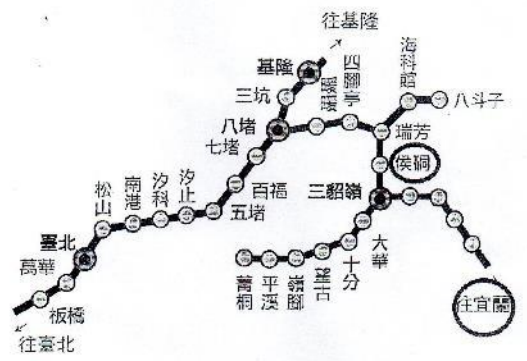 往基隆
基隆
三坑
八堵
七堵
暖暖
四腳亭
海科館
八斗子
瑞芳
侯硐
三貂嶺
百福
五堵
汐止
汐科
南港
松山
臺北
萬華
板橋
往臺北
大華
十分
望古
嶺腳
平溪
菁桐
往宜蘭